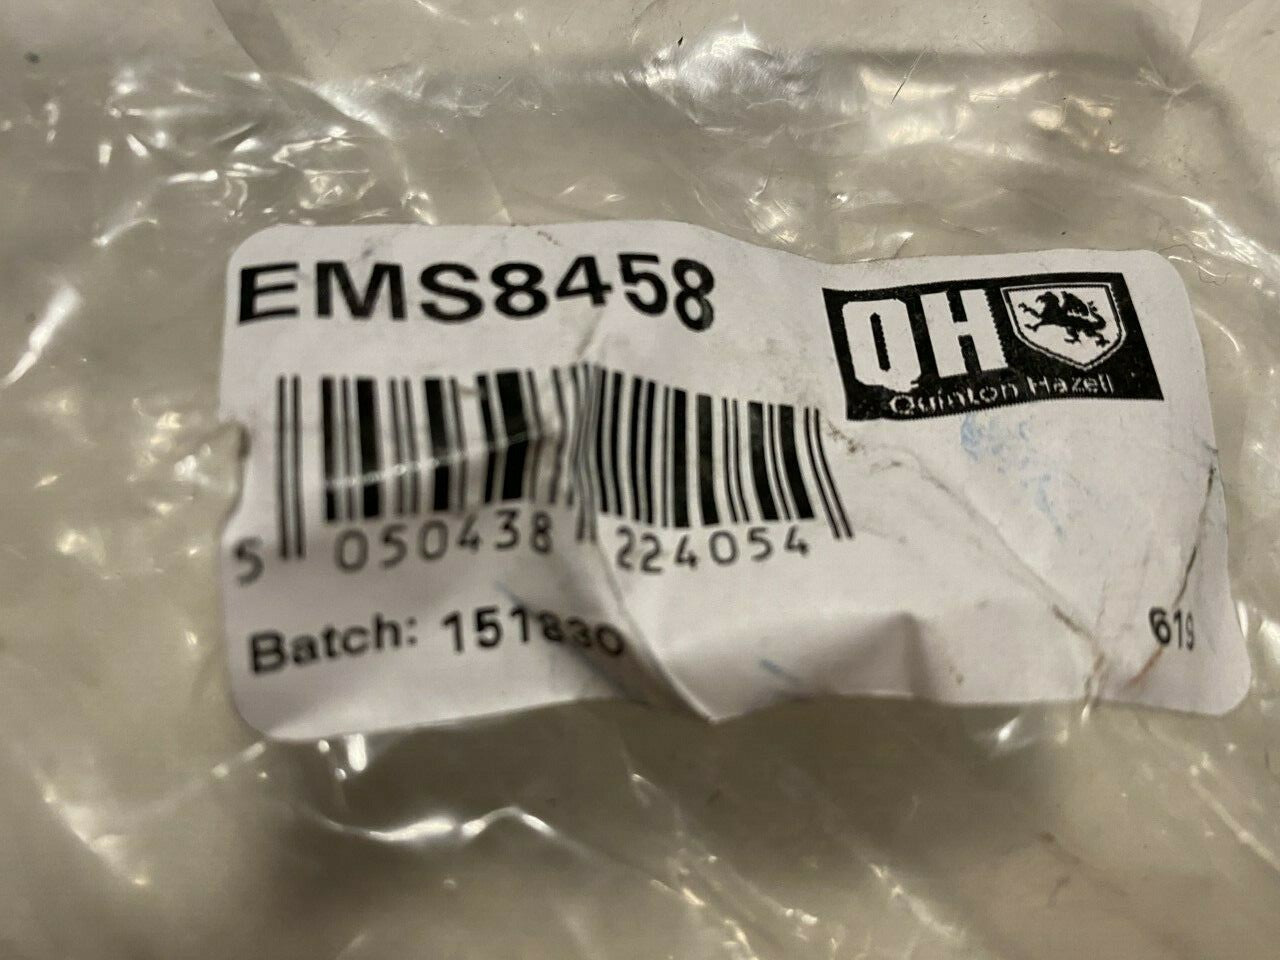 EMS8458
QH
Quinton Hazell
5 050438 224054
Batch: 151830
619